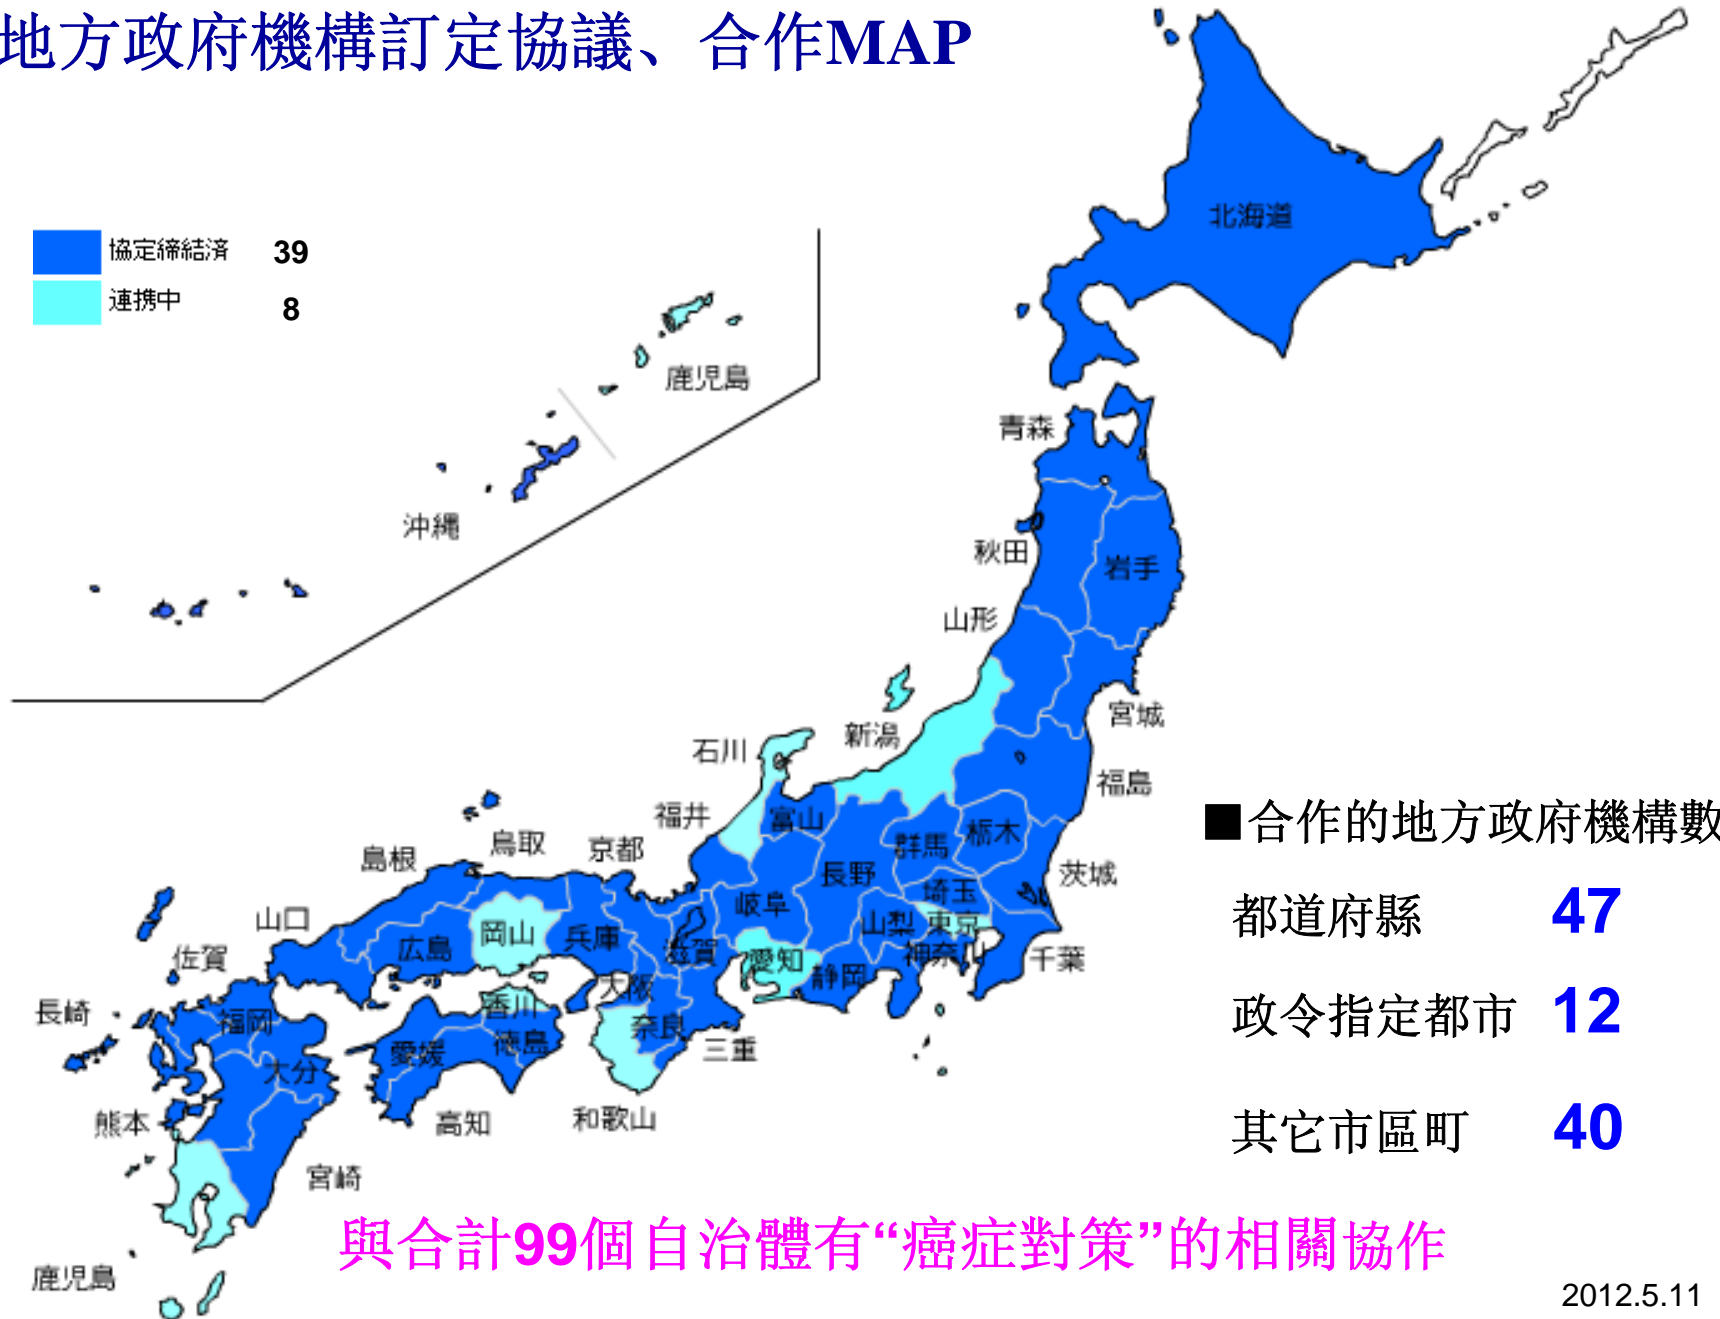 地方政府機構訂定協議、合作MAP
協定締結済 39
連携中 8
北海道
鹿児島
青森
沖縄
秋田
岩手
山形
宮城
新潟
石川
福島
福井
富山
群馬
栃木
鳥取
京都
島根
長野
茨城
埼玉
岐阜
山口
岡山
兵庫
山梨
東京
広島
滋賀
愛知
神奈川
千葉
佐賀
静岡
大阪
香川
長崎
福岡
奈良
三重
愛媛
徳島
大分
熊本
高知
和歌山
宮崎
鹿児島
■合作的地方政府機構數
都道府縣 47
政令指定都市 12
其它市區町 40
與合計99個自治體有“癌症對策”的相關協作
2012.5.11